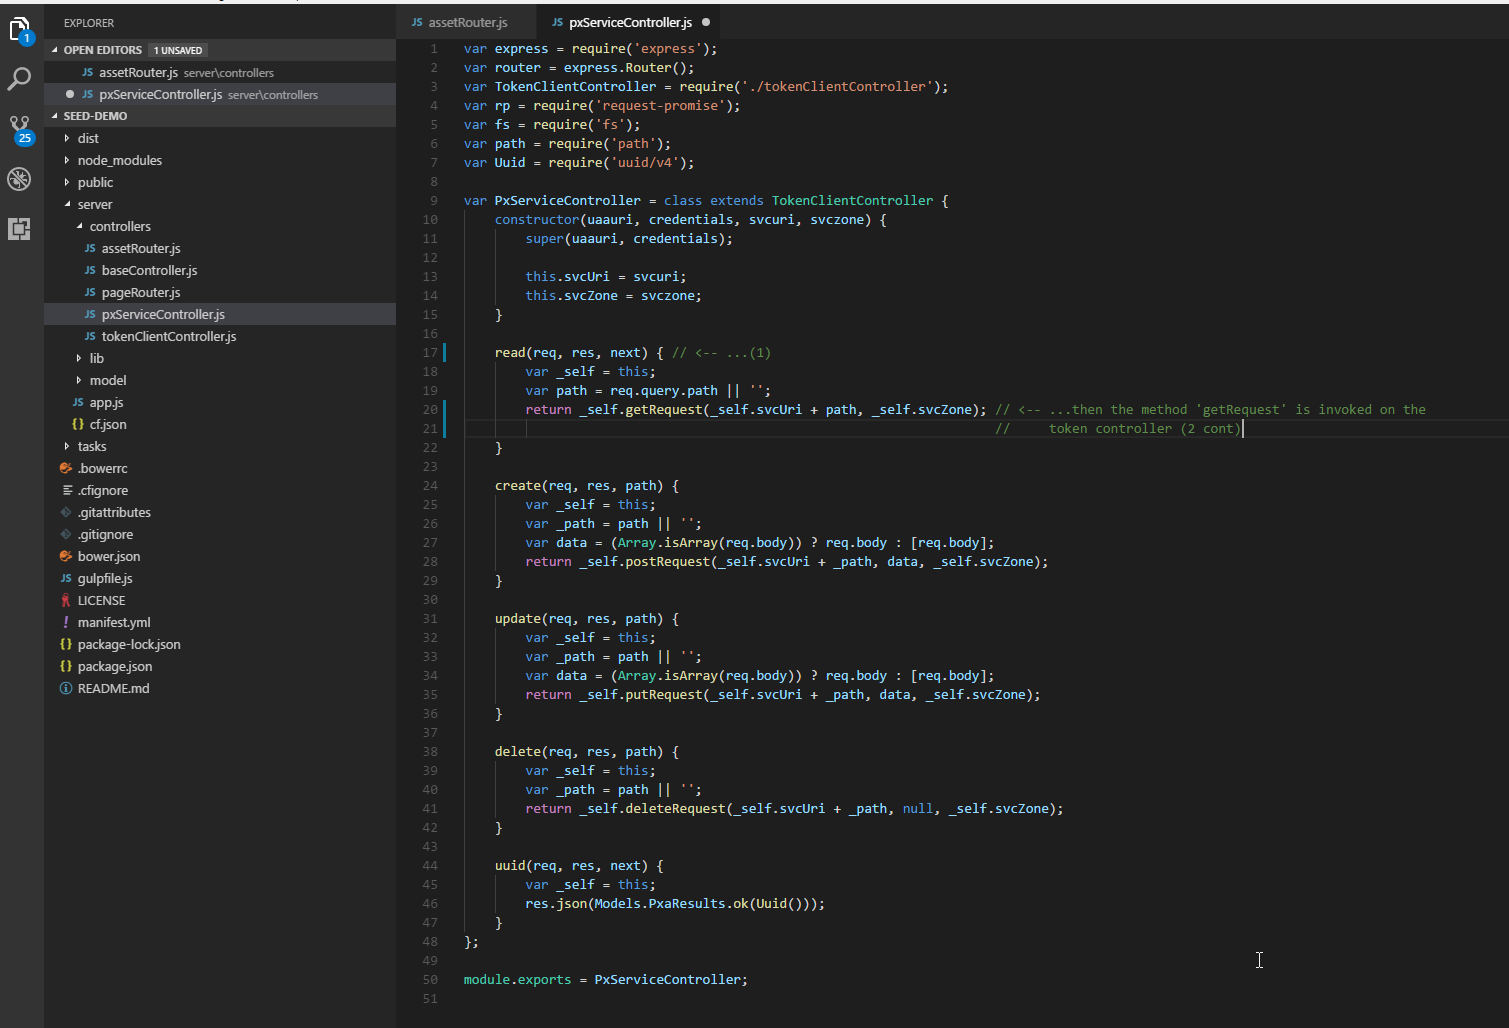 EXPLORER
OPEN EDITORS 1 UNSAVED
JS assetRouter.js server\controllers
JS pxServiceController.js server\controllers
SEED-DEMO
dist
node_modules
public
server
controllers
JS assetRouter.js
JS baseController.js
JS pageRouter.js
JS pxServiceController.js
JS tokenClientController.js
lib
model
JS app.js
{} cf.json
tasks
.bowerrc
.cfignore
.gitattributes
.gitignore
bower.json
JS gulpfile.js
LICENSE
! manifest.yml
{} package-lock.json
{} package.json
README.md
1
25
JS assetRouter.js JS pxServiceController.js
1 var express = require('express');
2 var router = express.Router();
3 var TokenClientController = require('./tokenClientController');
4 var rp = require('request-promise');
5 var fs = require('fs');
6 var path = require('path');
7 var Uuid = require('uuid/v4');
8
9 var PxServiceController = class extends TokenClientController {
10 constructor(uaauri, credentials, svcuri, svczone) {
11 super(uaauri, credentials);
12
13 this.svcUri = svcuri;
14 this.svcZone = svczone;
15 }
16
17 read(req, res, next) { // <-- ...(1)
18 var _self = this;
19 var path = req.query.path || '';
20 return _self.getRequest(_self.svcUri + path, _self.svcZone); // <-- ...then the method 'getRequest' is invoked on the
21 // token controller (2 cont)
22 }
23
24 create(req, res, path) {
25 var _self = this;
26 var _path = path || '';
27 var data = (Array.isArray(req.body)) ? req.body : [req.body];
28 return _self.postRequest(_self.svcUri + _path, data, _self.svcZone);
29 }
30
31 update(req, res, path) {
32 var _self = this;
33 var _path = path || '';
34 var data = (Array.isArray(req.body)) ? req.body : [req.body];
35 return _self.putRequest(_self.svcUri + _path, data, _self.svcZone);
36 }
37
38 delete(req, res, path) {
39 var _self = this;
40 var _path = path || '';
41 return _self.deleteRequest(_self.svcUri + _path, null, _self.svcZone);
42 }
43
44 uuid(req, res, next) {
45 var _self = this;
46 res.json(Models.PxaResults.ok(Uuid()));
47 }
48 };
49
50 module.exports = PxServiceController;
51